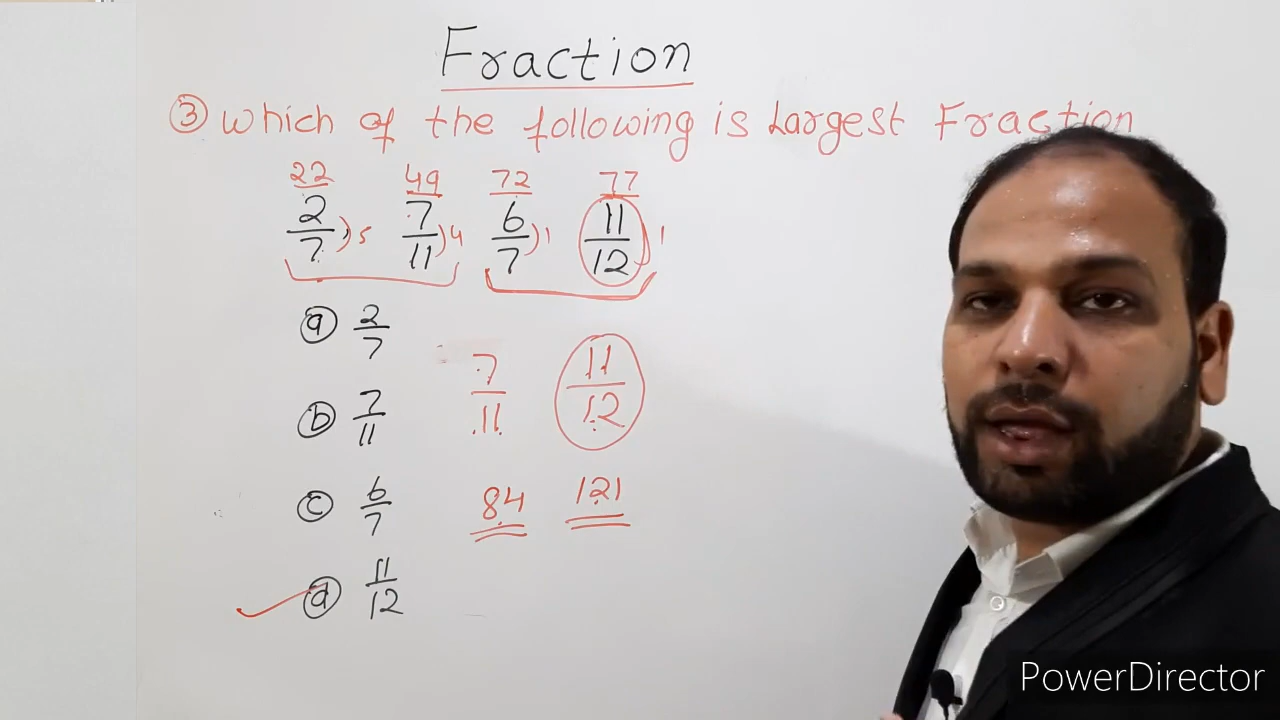 Fraction
③ which of the following is Largest Fraction
22 49 72 77
2/7 )5 7/11 )4 6/7 )1 11/12 )1
ⓐ 2/7
7/11 11/12
ⓑ 7/11
ⓒ 6/7
84 121
ⓓ 11/12
PowerDirector